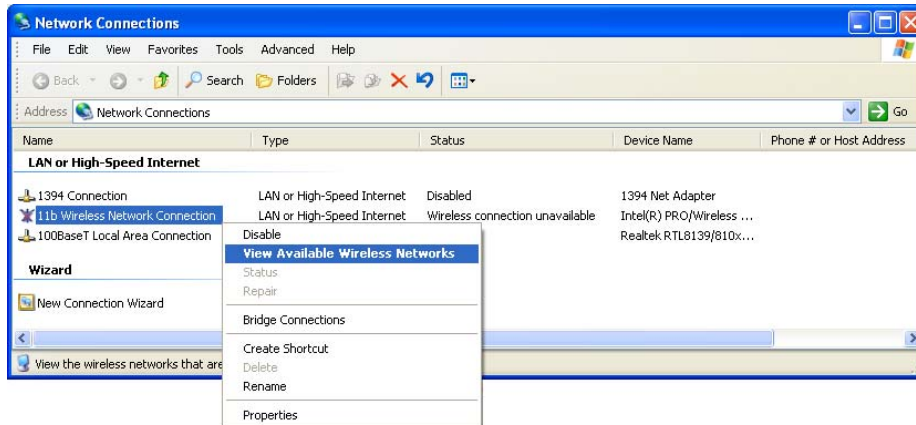 Network Connections
File Edit View Favorites Tools Advanced Help
Back Search Folders
Address Network Connections Go
Name Type Status Device Name Phone # or Host Address
LAN or High-Speed Internet
1394 Connection LAN or High-Speed Internet Disabled 1394 Net Adapter
11b Wireless Network Connection LAN or High-Speed Internet Wireless connection unavailable Intel(R) PRO/Wireless ...
100BaseT Local Area Connection Realtek RTL8139/810x...
Disable
View Available Wireless Networks
Status
Repair
Bridge Connections
Create Shortcut
Delete
Rename
Properties
Wizard
New Connection Wizard
View the wireless networks that are